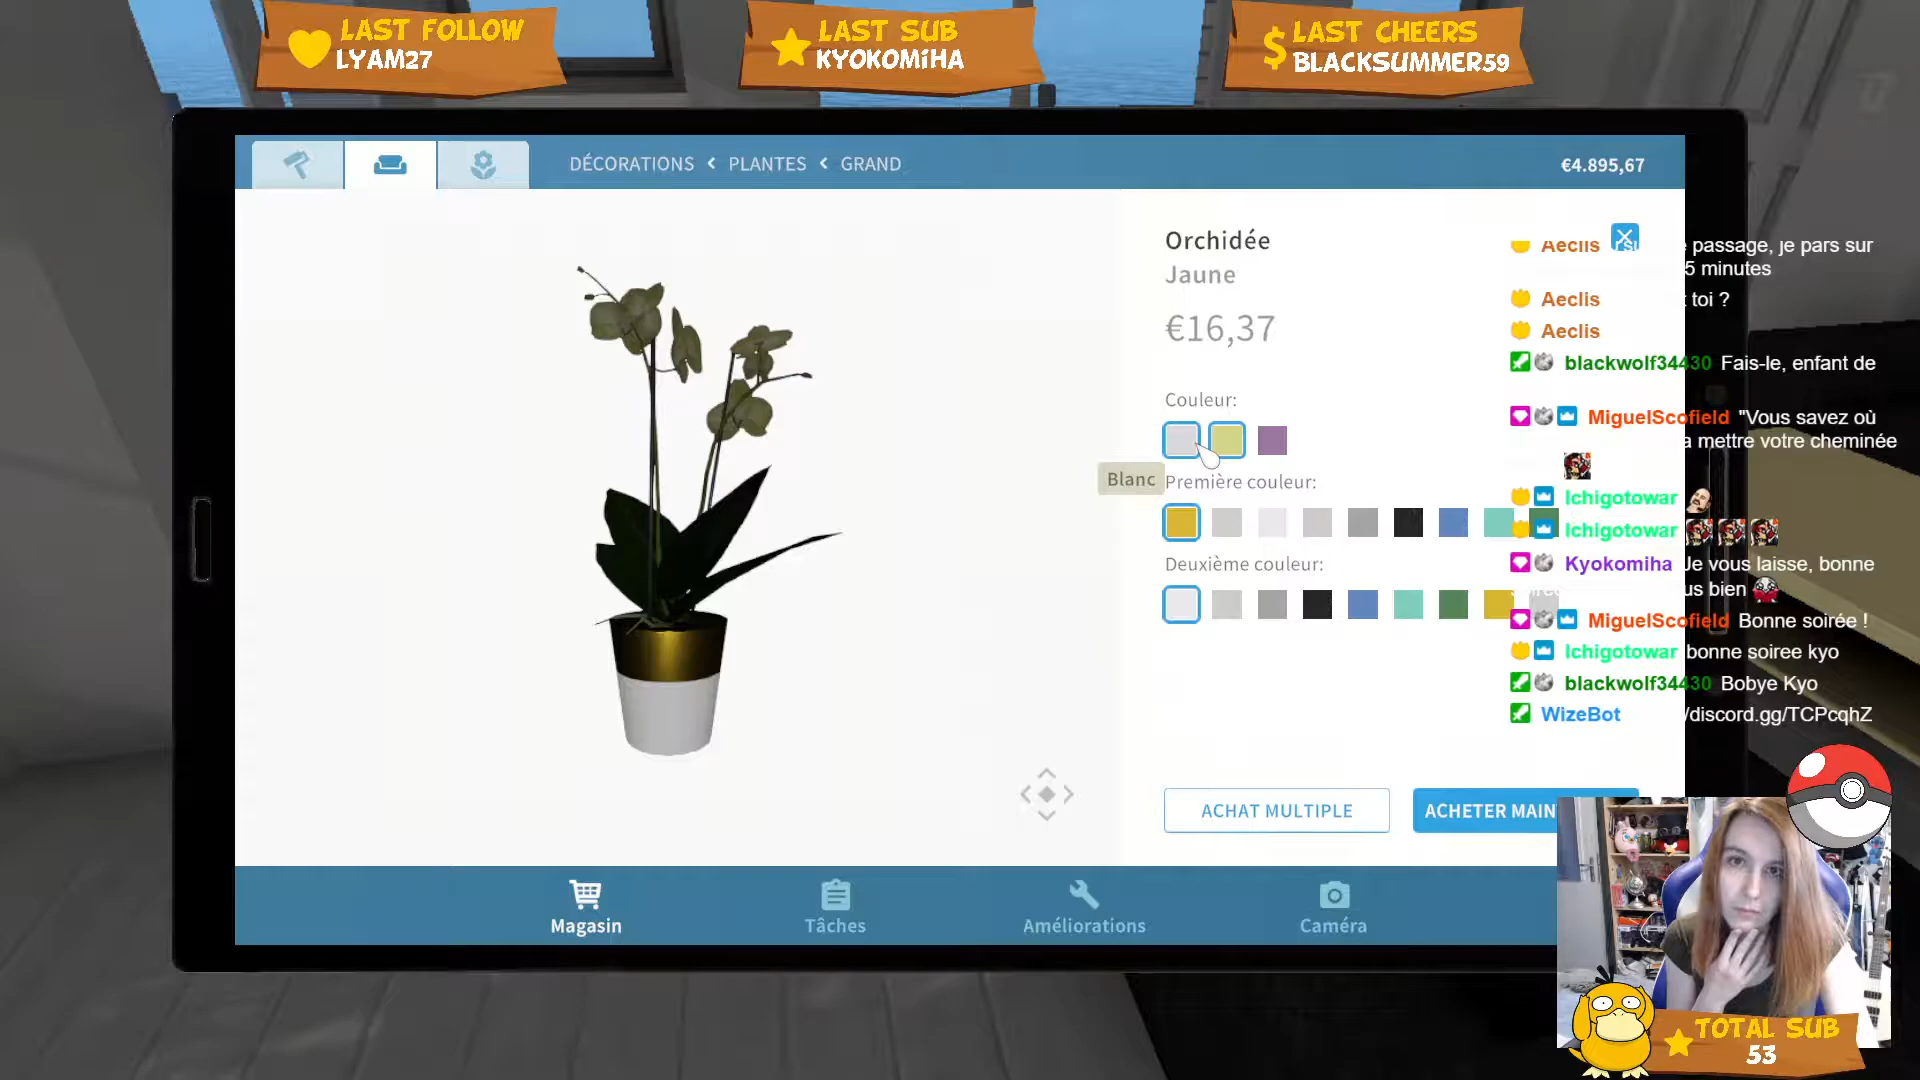 LAST FOLLOW
LYAM27
LAST SUB
KYOKOMIHA
LAST CHEERS
BLACKSUMMER59
DÉCORATIONS < PLANTES < GRAND
€4.895,67
Orchidée
Jaune
€16,37
Couleur:
Blanc
Première couleur:
Deuxième couleur:
ACHAT MULTIPLE
ACHETER MAIN
Aeclis passage, je pars sur
5 minutes
Aeclis toi ?
Aeclis
blackwolf34430 Fais-le, enfant de
MiguelScofield "Vous savez où
a mettre votre cheminée
Ichigotowar
Ichigotowar
Kyokomiha Je vous laisse, bonne
us bien
MiguelScofield Bonne soirée !
Ichigotowar bonne soiree kyo
blackwolf34430 Bobye Kyo
WizeBot /discord.gg/TCPcqhZ
Magasin
Tâches
Améliorations
Caméra
TOTAL SUB
53